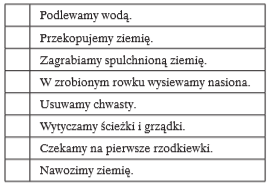 Podlewamy wodą.
Przekopujemy ziemię.
Zagrabiamy spulchnioną ziemię.
W zrobionym rowku wysiewamy nasiona.
Usuwamy chwasty.
Wytyczamy ścieżki i grządki.
Czekamy na pierwsze rzodkiewki.
Nawozimy ziemię.